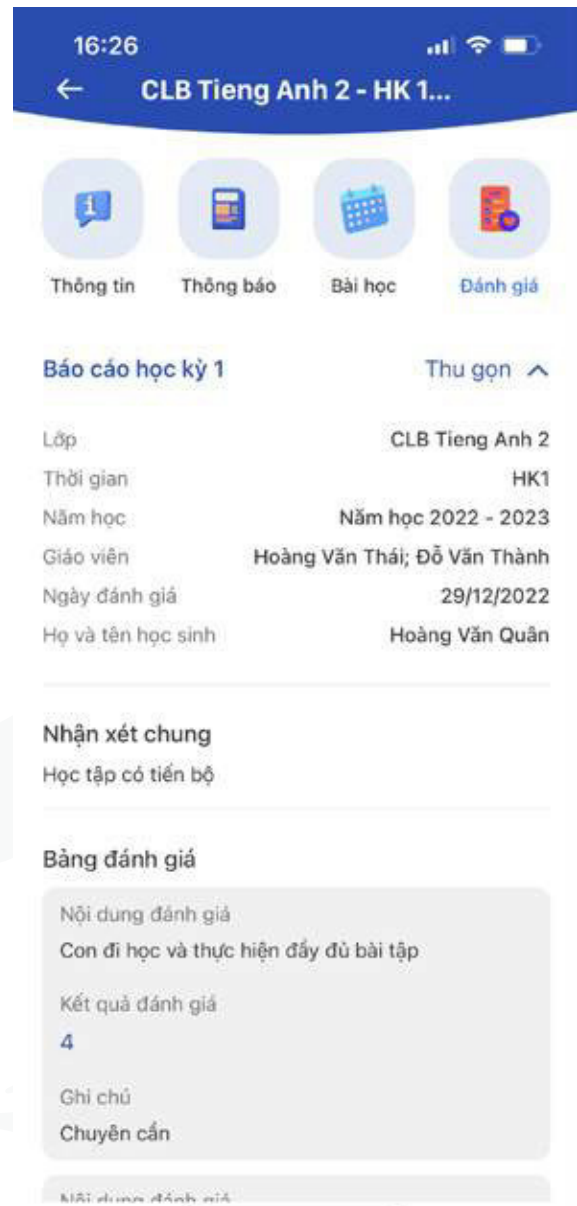 16:26
CLB Tieng Anh 2 - HK 1...
Thông tin Thông báo Bài học Đánh giá
Báo cáo học kỳ 1 Thu gọn
Lớp CLB Tieng Anh 2
Thời gian HK1
Năm học Năm học 2022 - 2023
Giáo viên Hoàng Văn Thái; Đỗ Văn Thành
Ngày đánh giá 29/12/2022
Họ và tên học sinh Hoàng Văn Quân
Nhận xét chung
Học tập có tiến bộ
Bảng đánh giá
Nội dung đánh giá
Con đi học và thực hiện đầy đủ bài tập
Kết quả đánh giá
4
Ghi chú
Chuyên cần
Nội dung đánh giá